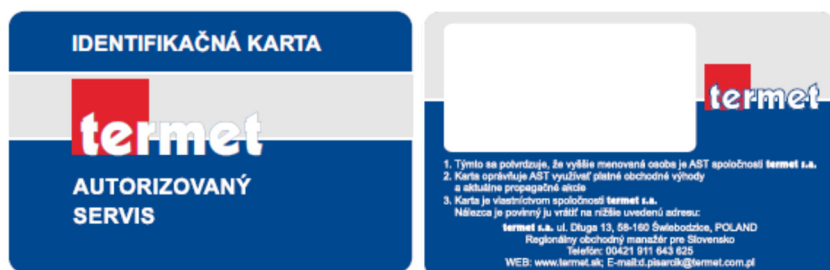 IDENTIFIKAČNÁ KARTA
termet
AUTORIZOVANÝ
SERVIS
termet
1. Týmto sa potvrdzuje, že vyššie menovaná osoba je AST spoločnosti termet s.a.
2. Karta oprávňuje AST využívať platné obchodné výhody
a aktuálne propagačné akcie
3. Karta je vlastníctvom spoločnosti termet s.a.
Nálezca je povinný ju vrátiť na nižšie uvedenú adresu:
termet s.a. ul. Długa 13, 58-160 Świebodzice, POLAND
Regionálny obchodný manažér pre Slovensko
Telefón: 00421 911 643 625
WEB: www.termet.sk; E-mail:d.pisarcik@termet.com.pl